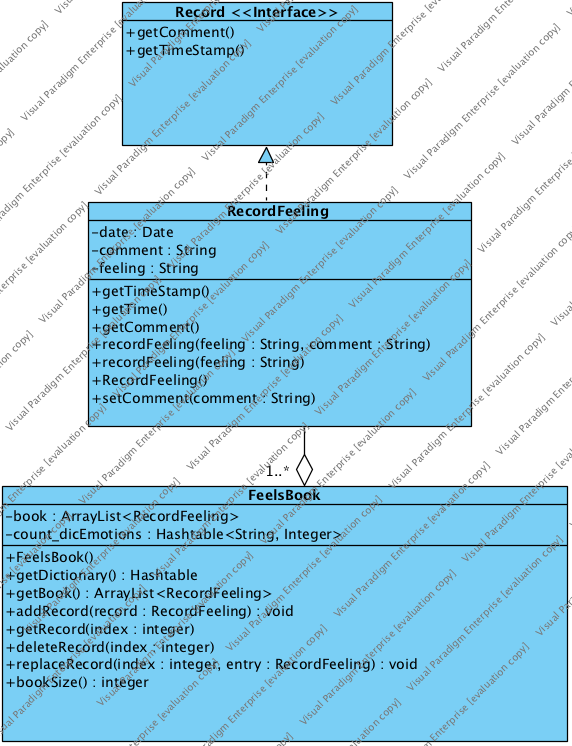 Record <<Interface>>
+getComment()
+getTimeStamp()
RecordFeeling
-date : Date
-comment : String
-feeling : String
+getTimeStamp()
+getTime()
+getComment()
+recordFeeling(feeling : String, comment : String)
+recordFeeling(feeling : String)
+RecordFeeling()
+setComment(comment : String)
1..*
FeelsBook
-book : ArrayList<RecordFeeling>
-count_dicEmotions : Hashtable<String, Integer>
+FeelsBook()
+getDictionary() : Hashtable
+getBook() : ArrayList<RecordFeeling>
+addRecord(record : RecordFeeling) : void
+getRecord(index : integer)
+deleteRecord(index : integer)
+replaceRecord(index : integer, entry : RecordFeeling) : void
+bookSize() : integer
Visual Paradigm Enterprise [evaluation copy]